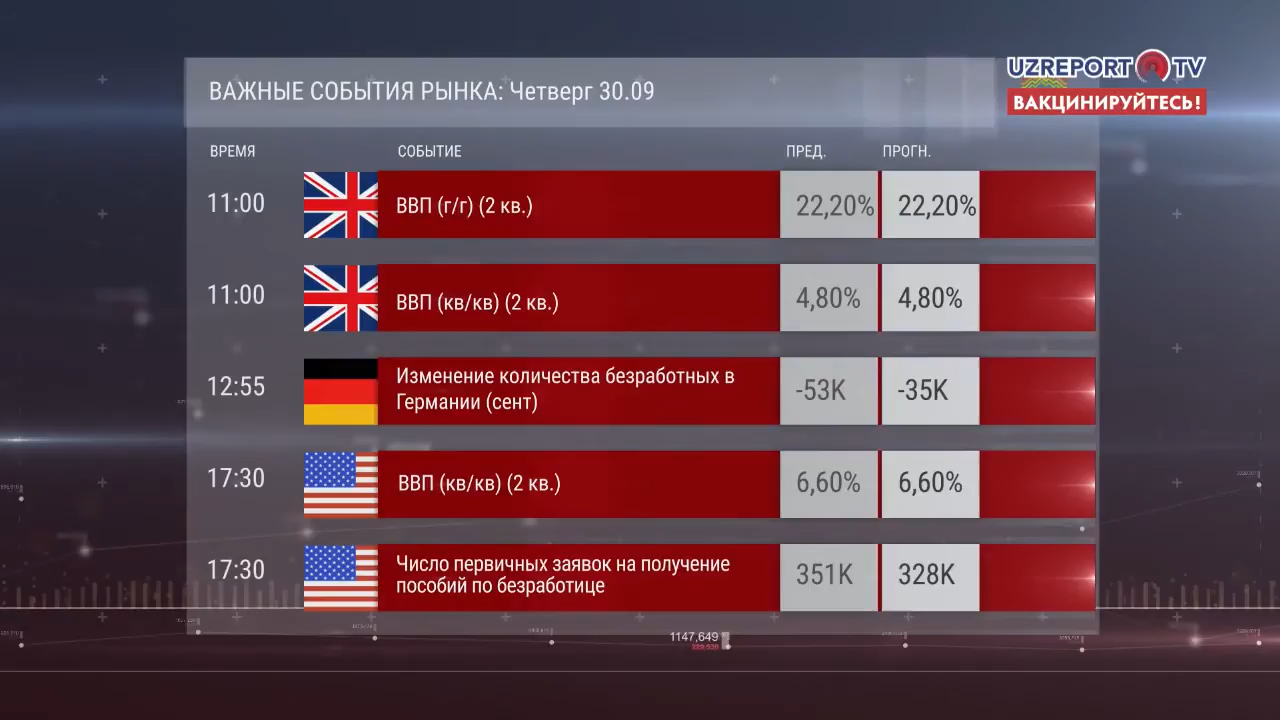 UZREPORT TV
ВАКЦИНИРУЙТЕСЬ!
ВАЖНЫЕ СОБЫТИЯ РЫНКА: Четверг 30.09
ВРЕМЯ СОБЫТИЕ ПРЕД. ПРОГН.
11:00 ВВП (г/г) (2 кв.) 22,20% 22,20%
11:00 ВВП (кв/кв) (2 кв.) 4,80% 4,80%
12:55 Изменение количества безработных в
Германии (сент) -53K -35K
17:30 ВВП (кв/кв) (2 кв.) 6,60% 6,60%
17:30 Число первичных заявок на получение
пособий по безработице 351K 328K
1147,649